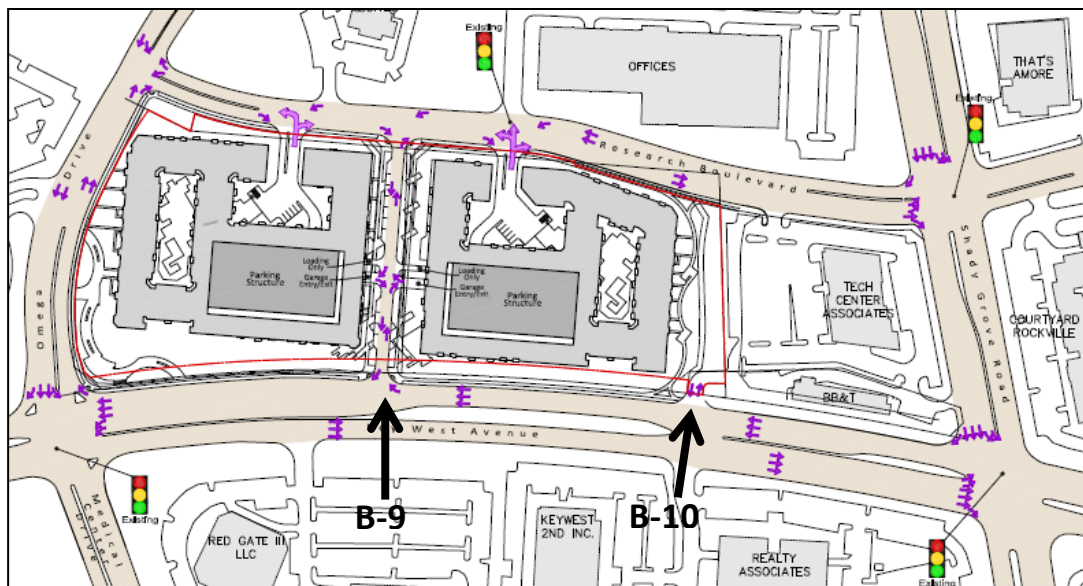 Existing
OFFICES
THAT'S
AMORE
Existing
Research Boulevard
Omega Drive
Loading
Only
Garage
Entry/Exit
Parking
Structure
Loading
Only
Garage
Entry/Exit
Parking
Structure
TECH
CENTER
ASSOCIATES
Shady Grove Road
COURTYARD
ROCKVILLE
BB&T
West Avenue
B-9
B-10
Existing
Medical
Center
Drive
RED GATE III
LLC
KEYWEST
2ND INC.
REALTY
ASSOCIATES
Existing